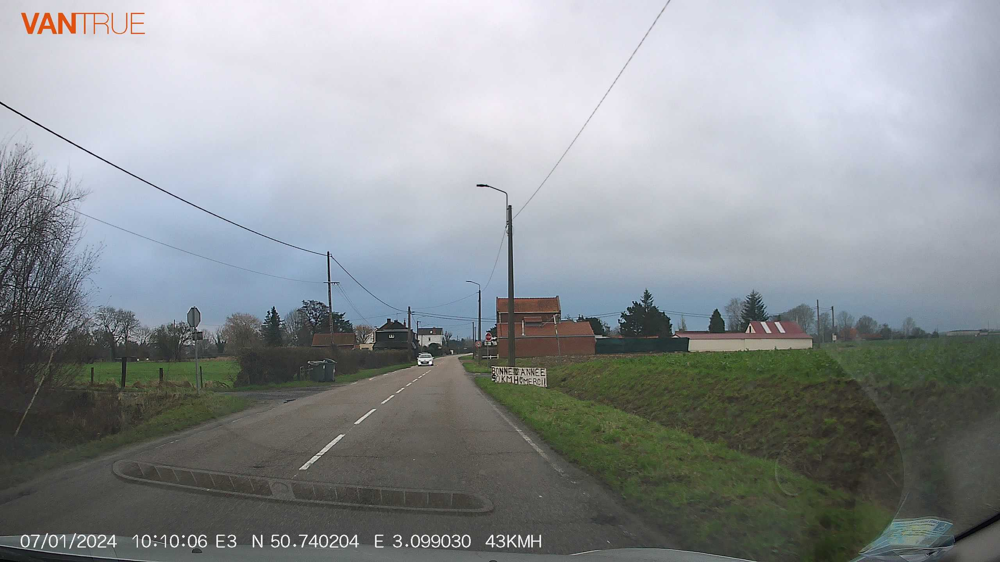 VANTRUE
BONNE ANNÉE
50KMH MERCI!
07/01/2024 10:10:06 E3 N 50.740204 E 3.099030 43KMH